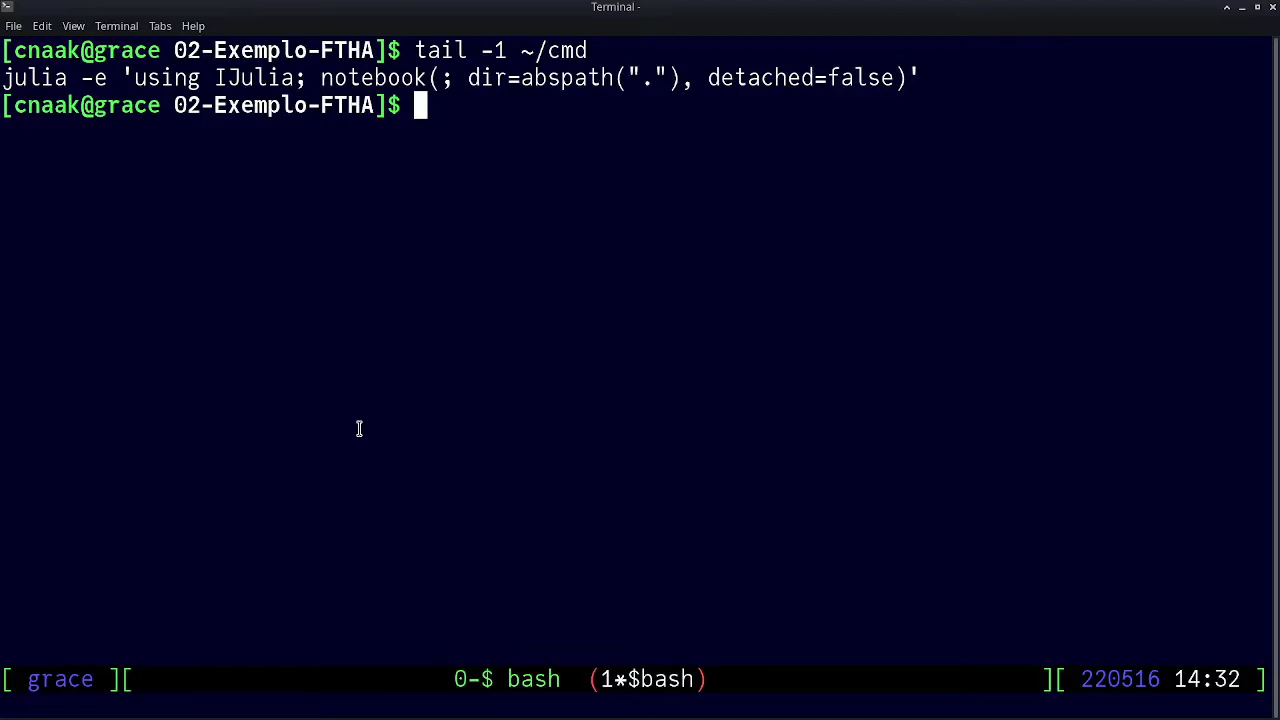 Terminal -
File Edit View Terminal Tabs Help
[cnaak@grace 02-Exemplo-FTHA]$ tail -1 ~/cmd
julia -e 'using IJulia; notebook(; dir=abspath("."), detached=false)'
[cnaak@grace 02-Exemplo-FTHA]$
[ grace ][ 0-$ bash (1*$bash) ][ 220516 14:32 ]